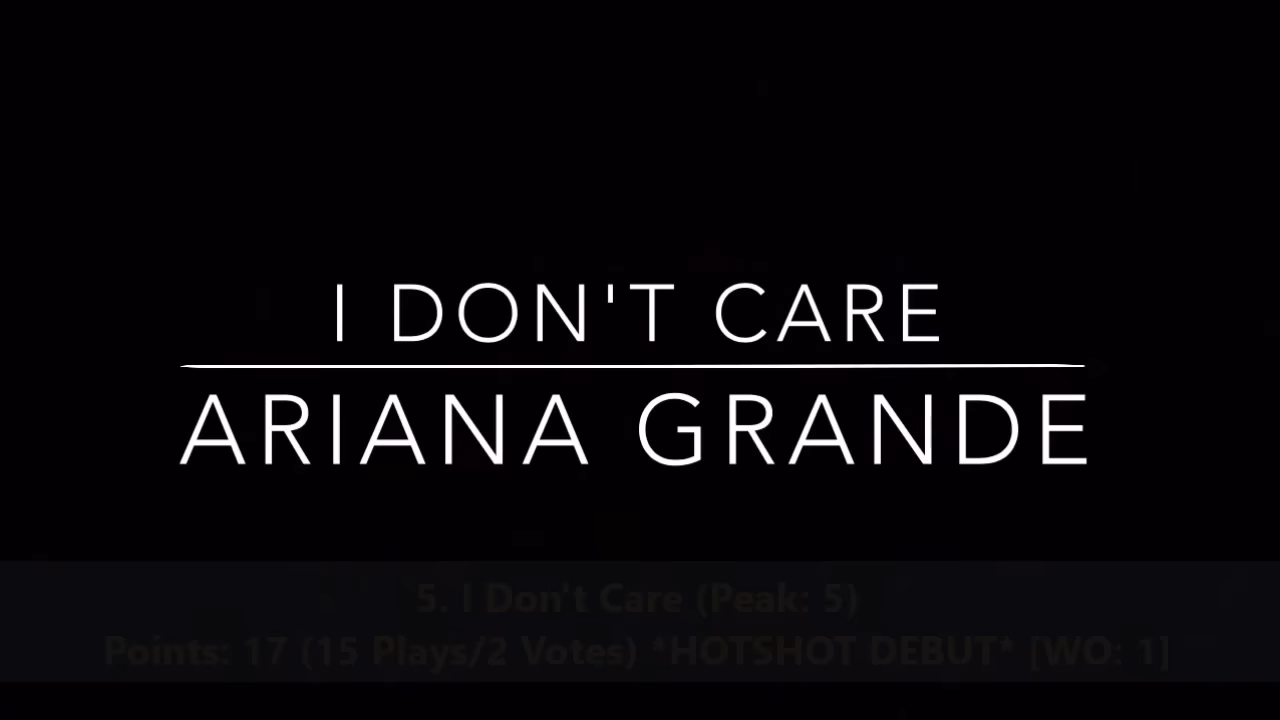 I DON'T CARE
ARIANA GRANDE
5. I Don't Care (Peak: 5)
Points: 17 (15 Plays/2 Votes) *HOTSHOT DEBUT* [WO: 1]